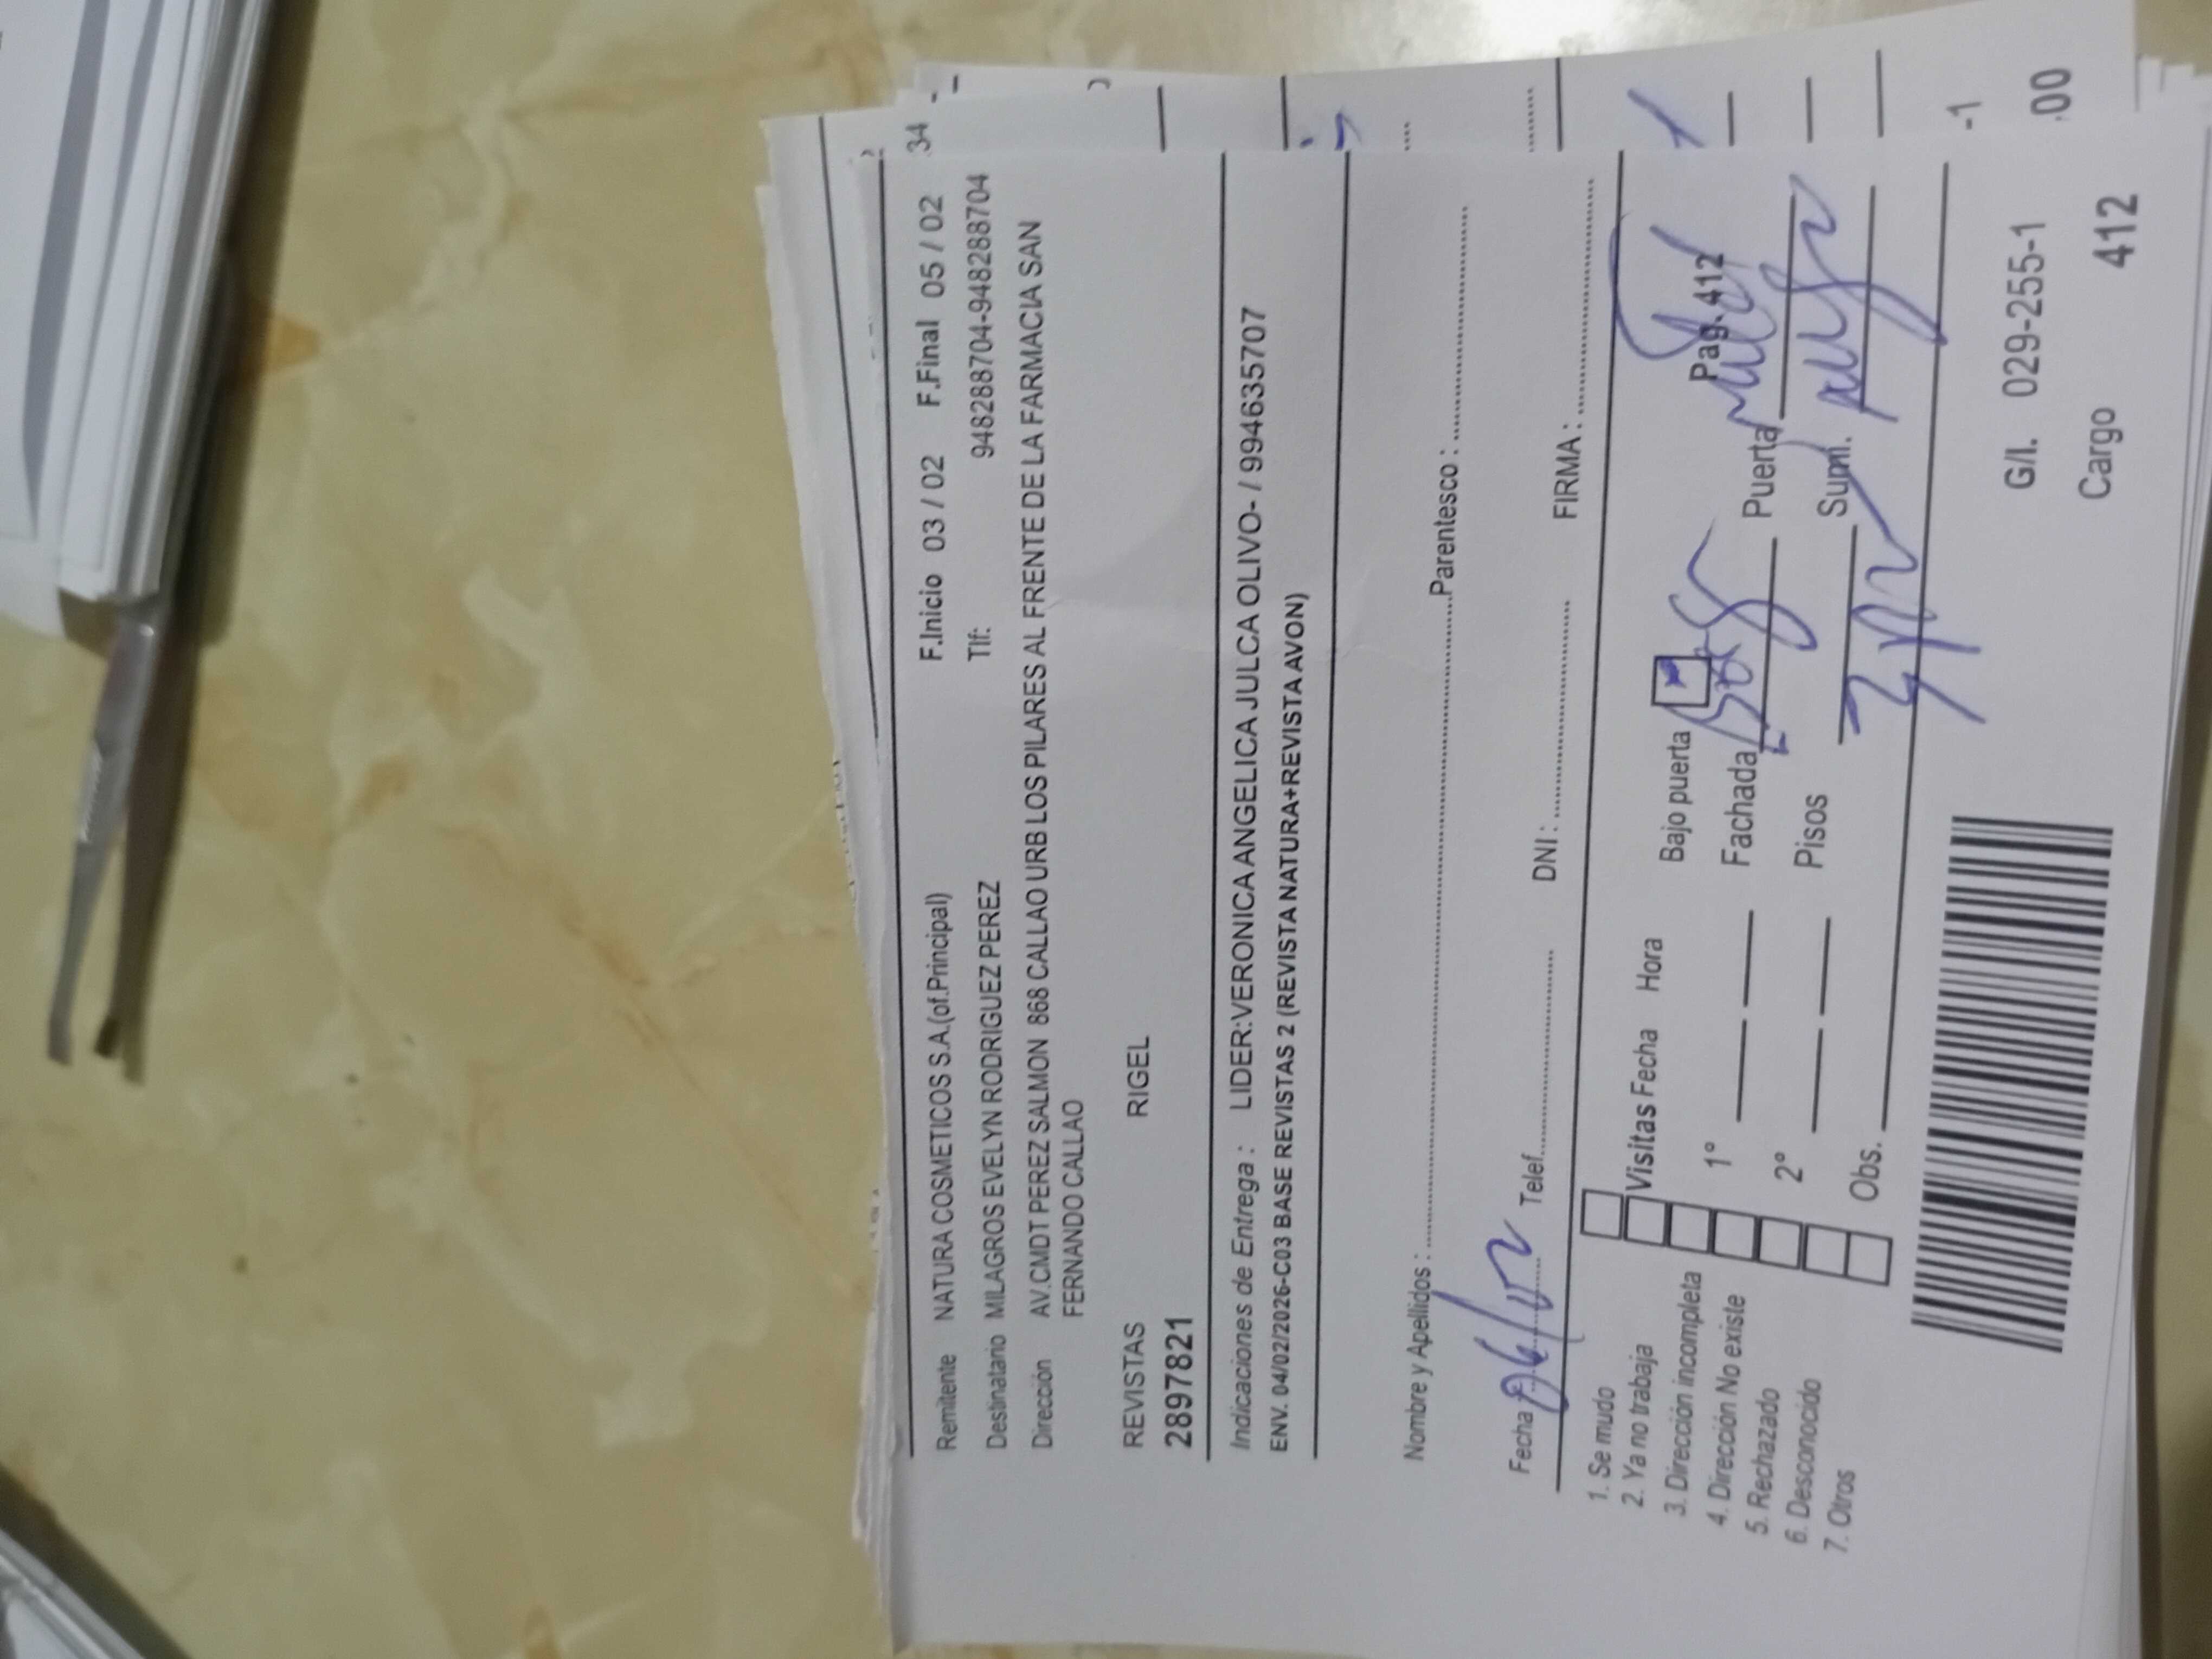 F.Inicio 03 / 02 F.Final 05 / 02
34
Remitente NATURA COSMETICOS S.A.(of.Principal)
Tlf: 948288704-948288704
Destinatario MILAGROS EVELYN RODRIGUEZ PEREZ
Dirección AV.CMDT PEREZ SALMON 868 CALLAO URB LOS PILARES AL FRENTE DE LA FARMACIA SAN
FERNANDO CALLAO
REVISTAS RIGEL
2897821
Indicaciones de Entrega : LIDER:VERONICA ANGELICA JULCA OLIVO- / 994635707
ENV. 04/02/2026-C03 BASE REVISTAS 2 (REVISTA NATURA+REVISTA AVON)
Nombre y Apellidos : Parentesco :
Fecha Telef. DNI : FIRMA :
1. Se mudo
2. Ya no trabaja
3. Dirección incompleta
4. Dirección No existe
5. Rechazado
6. Desconocido
7. Otros
Visitas Fecha Hora
1°
2°
Obs.
Bajo puerta
Pag. 412
Fachada Puerta
Pisos Sumi.
G/I. 029-255-1
-1
Cargo 412
.00